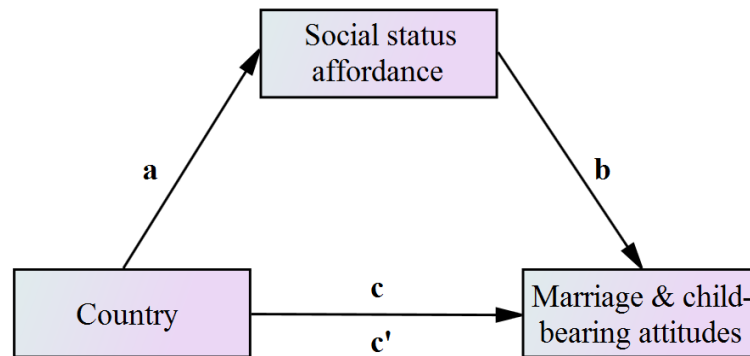 Social status
affordance
a
b
c
Country
Marriage & child-
bearing attitudes
c'